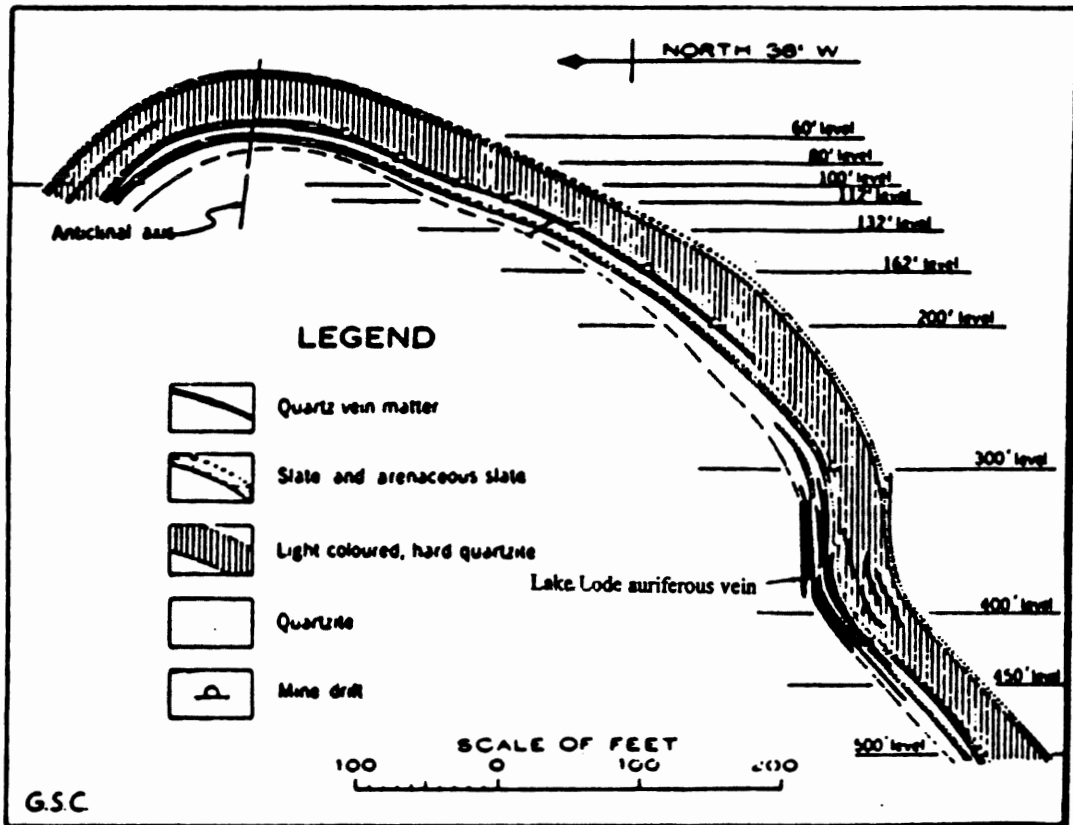 NORTH 38° W
60' level
80' level
100' level
112' level
132' level
162' level
200' level
Anticlinal axis
LEGEND
Quartz vein matter
Slate and arenaceous slate
Light coloured, hard quartzite
Quartzite
Mine drift
300' level
Lake Lode auriferous vein
400' level
450' level
500' level
SCALE OF FEET
100 0 100 200
G.S.C